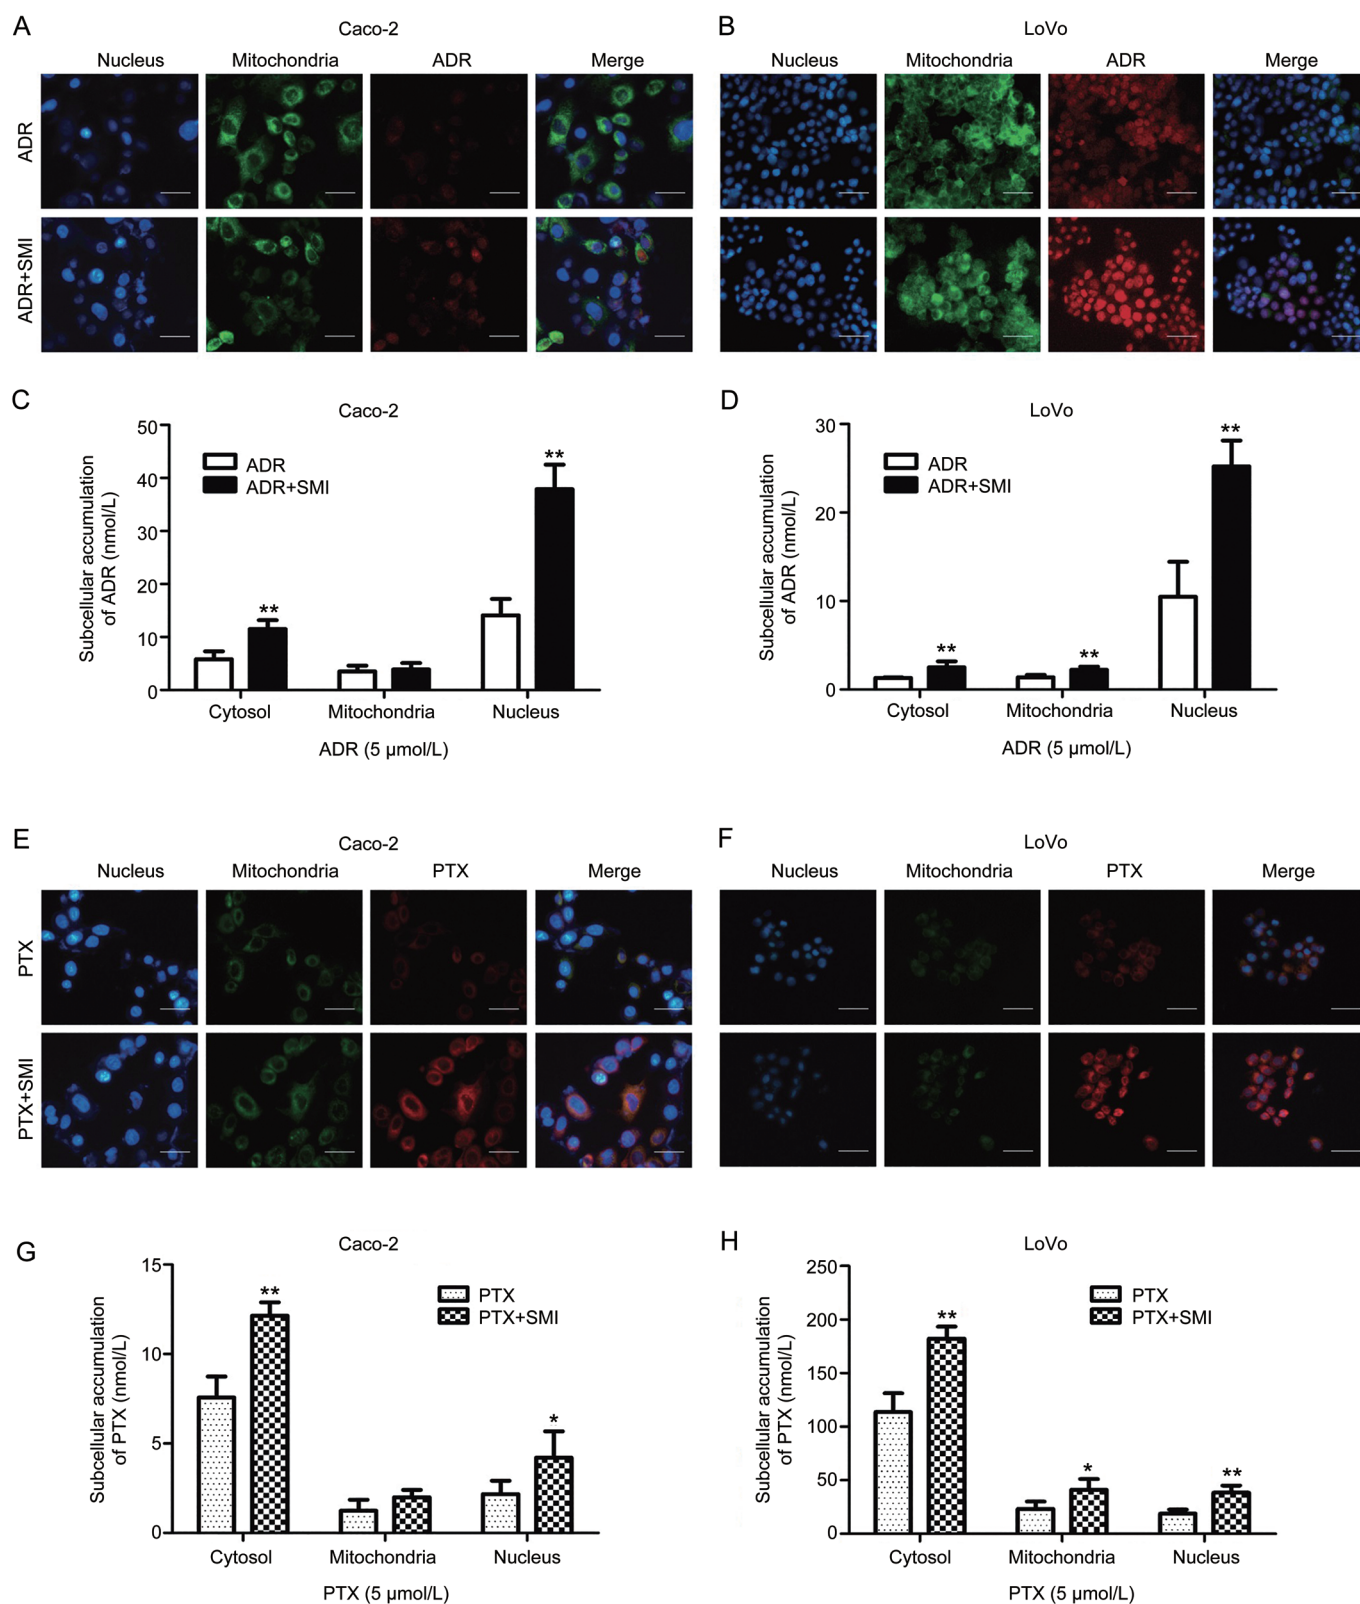 A
Caco-2
Nucleus Mitochondria ADR Merge
ADR
ADR+SMI
B
LoVo
Nucleus Mitochondria ADR Merge
C
Caco-2
Subcellular accumulation
of ADR (nmol/L)
50
40
30
20
10
0
ADR
ADR+SMI
**
**
Cytosol Mitochondria Nucleus
ADR (5 µmol/L)
D
LoVo
Subcellular accumulation
of ADR (nmol/L)
30
20
10
0
ADR
ADR+SMI
**
**
**
Cytosol Mitochondria Nucleus
ADR (5 µmol/L)
E
Caco-2
Nucleus Mitochondria PTX Merge
PTX
PTX+SMI
F
LoVo
Nucleus Mitochondria PTX Merge
G
Caco-2
Subcellular accumulation
of PTX (nmol/L)
15
10
5
0
PTX
PTX+SMI
**
*
Cytosol Mitochondria Nucleus
PTX (5 µmol/L)
H
LoVo
Subcellular accumulation
of PTX (nmol/L)
250
200
150
100
50
0
PTX
PTX+SMI
**
*
**
Cytosol Mitochondria Nucleus
PTX (5 µmol/L)